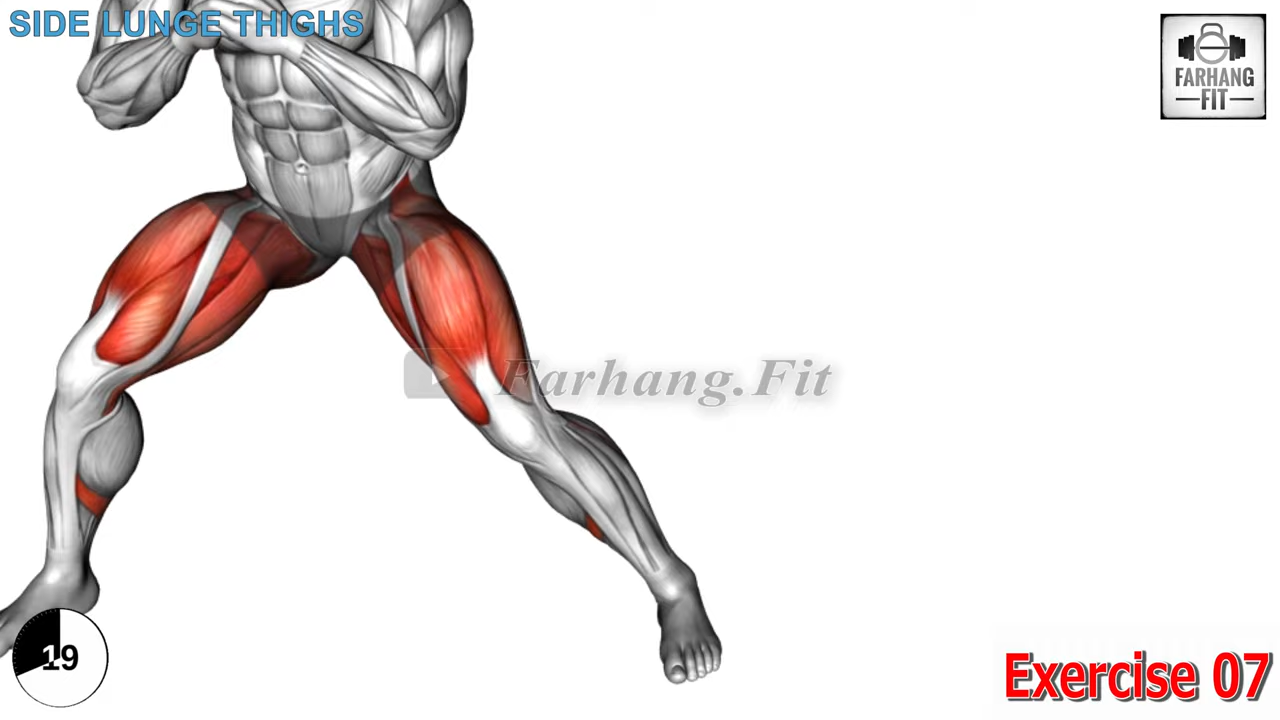 SIDE LUNGE THIGHS
FARHANG
FIT
Farhang.Fit
19
Exercise 07